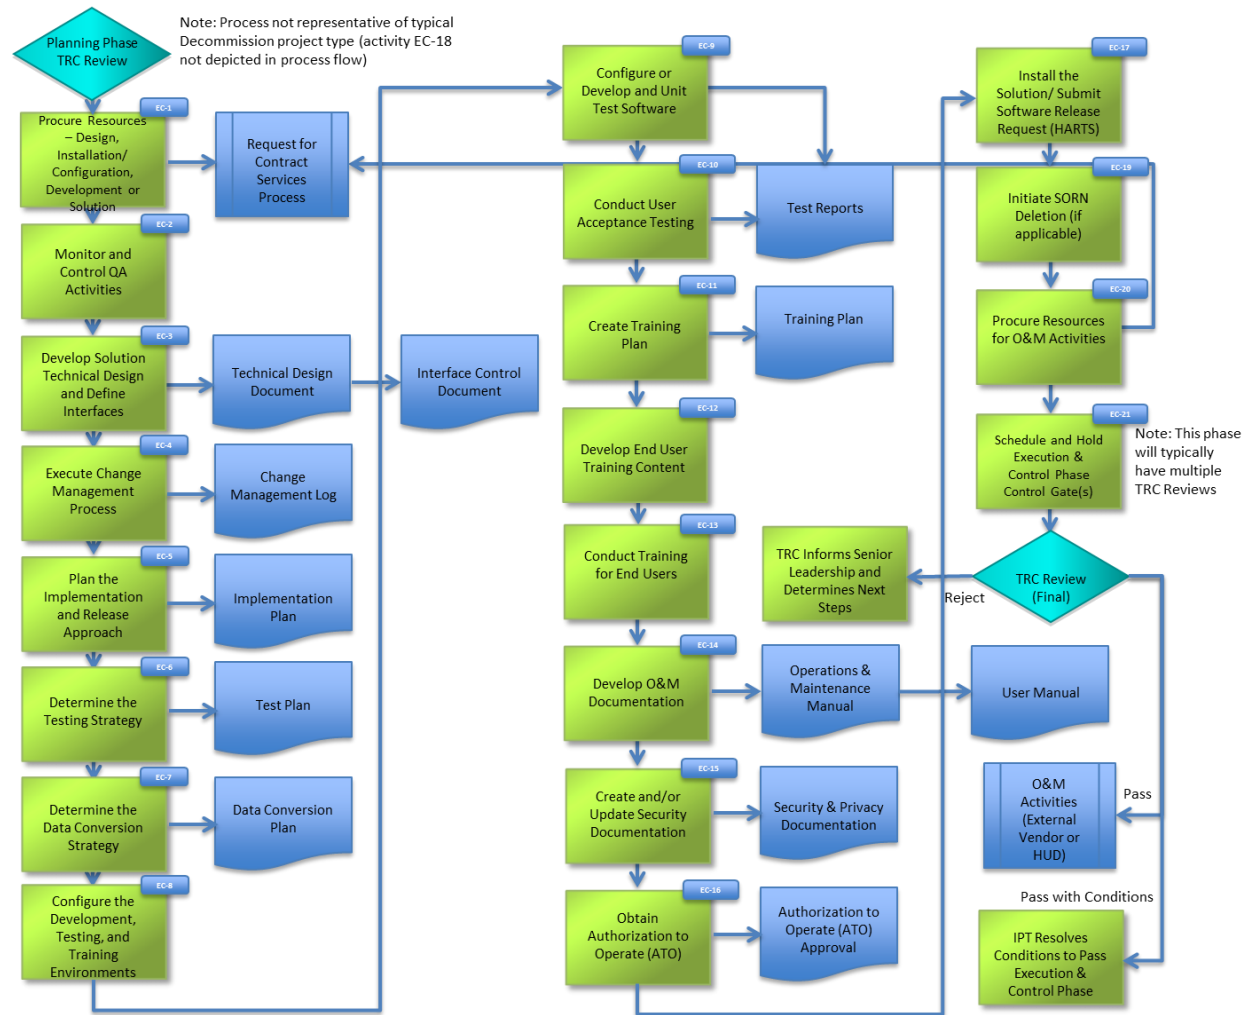 Planning Phase
TRC Review
Note: Process not representative of typical
Decommission project type (activity EC-18
not depicted in process flow)
EC-1
Procure Resources
– Design,
Installation/
Configuration,
Development or
Solution
Request for
Contract
Services
Process
EC-2
Monitor and
Control QA
Activities
EC-3
Develop Solution
Technical Design
and Define
Interfaces
Technical Design
Document
Interface Control
Document
EC-4
Execute Change
Management
Process
Change
Management Log
EC-5
Plan the
Implementation
and Release
Approach
Implementation
Plan
EC-6
Determine the
Testing Strategy
Test Plan
EC-7
Determine the
Data Conversion
Strategy
Data Conversion
Plan
EC-8
Configure the
Development,
Testing, and
Training
Environments
EC-9
Configure or
Develop and Unit
Test Software
EC-10
Conduct User
Acceptance Testing
Test Reports
EC-11
Create Training
Plan
Training Plan
EC-12
Develop End User
Training Content
EC-13
Conduct Training
for End Users
EC-14
Develop O&M
Documentation
Operations &
Maintenance
Manual
User Manual
EC-15
Create and/or
Update Security
Documentation
Security & Privacy
Documentation
EC-16
Obtain
Authorization to
Operate (ATO)
Authorization to
Operate (ATO)
Approval
EC-17
Install the
Solution/ Submit
Software Release
Request (HARTS)
EC-19
Initiate SORN
Deletion (if
applicable)
EC-20
Procure Resources
for O&M Activities
EC-21
Schedule and Hold
Execution &
Control Phase
Control Gate(s)
Note: This phase
will typically
have multiple
TRC Reviews
TRC Review
(Final)
Reject
TRC Informs Senior
Leadership and
Determines Next
Steps
Pass
O&M
Activities
(External
Vendor or
HUD)
Pass with Conditions
IPT Resolves
Conditions to Pass
Execution &
Control Phase